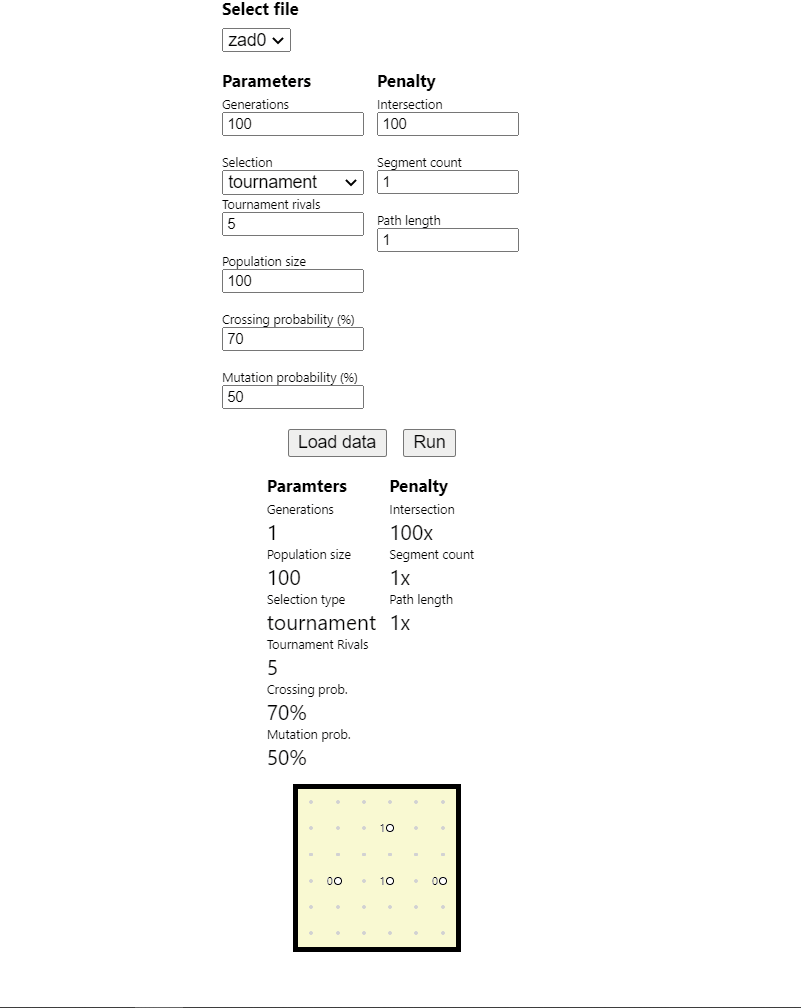 Select file
zad0
Parameters Penalty
Generations Intersection
100 100
Selection Segment count
tournament 1
Tournament rivals
5
Path length
1
Population size
100
Crossing probability (%)
70
Mutation probability (%)
50
Load data Run
Paramters Penalty
Generations Intersection
1 100x
Population size Segment count
100 1x
Selection type Path length
tournament 1x
Tournament Rivals
5
Crossing prob.
70%
Mutation prob.
50%
1
0 1 0